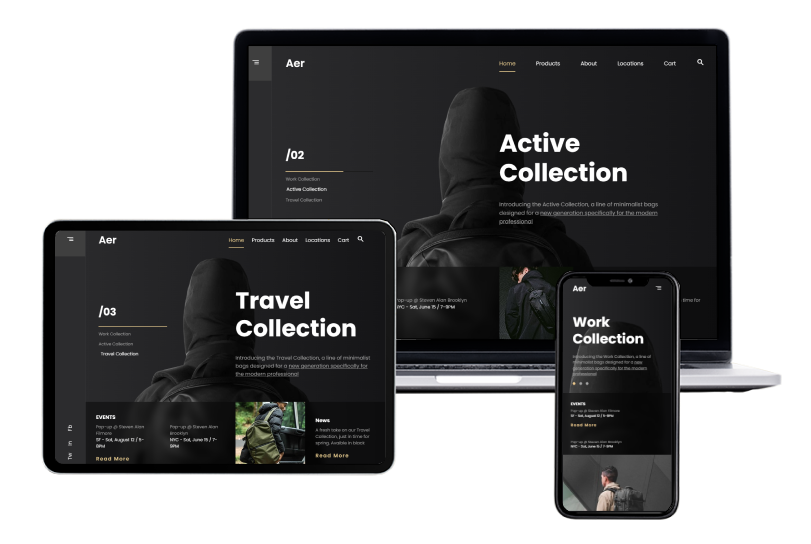 Aer
Home Products About Locations Cart
/02
Work Collection
Active Collection
Travel Collection
Active
Collection
Introducing the Active Collection, a line of minimalist bags
designed for a new generation specifically for the modern
professional
Pop-up @ Steven Alan Brooklyn
NYC - Sat, June 15 / 7-9PM
time for
Aer
Home Products About Locations Cart
/03
Work Collection
Active Collection
Travel Collection
Travel
Collection
Introducing the Travel Collection, a line of minimalist
bags designed for a new generation specifically for
the modern professional
Fb
In
Tw
EVENTS
Pop-up @ Steven Alan
Fillmore
SF - Sat, August 12 / 5-
8PM
Read More
Pop-up @ Steven Alan
Brooklyn
NYC - Sat, June 15 / 7-
9PM
News
A fresh take on our Travel
Collection, just in time for
spring. Avaible in black
Read More
Aer
Work
Collection
Introducing the Work Collection, a line of
minimalist bags designed for a new
generation specifically for the modern
professional
EVENTS
Pop-up @ Steven Alan Fillmore
SF - Sat, August 12 / 5-8PM
Read More
Pop-up @ Steven Alan Brooklyn
NYC - Sat, June 15 / 7-9PM